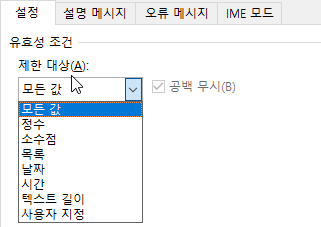 설정 설명 메시지 오류 메시지 IME 모드
유효성 조건
제한 대상(A):
모든 값 공백 무시(B)
모든 값
정수
소수점
목록
날짜
시간
텍스트 길이
사용자 지정